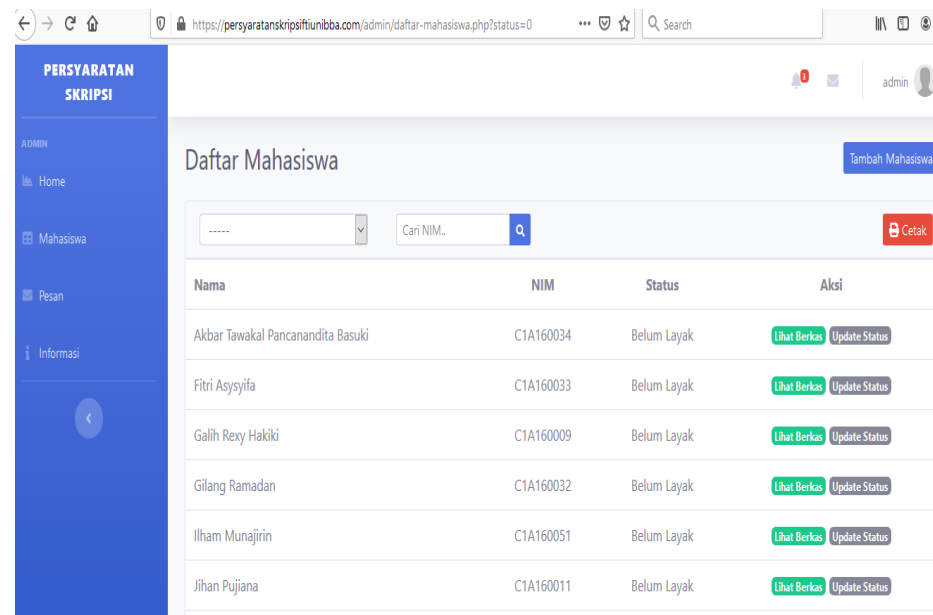 https://persyaratanskripsiftiunibba.com/admin/daftar-mahasiswa.php?status=0
Search
PERSYARATAN
SKRIPSI
3
admin
ADMIN
Home
Mahasiswa
Pesan
Informasi
Daftar Mahasiswa
Tambah Mahasiswa
-----
Cari NIM..
Cetak
Nama NIM Status Aksi
Akbar Tawakal Pancanandita Basuki C1A160034 Belum Layak Lihat Berkas Update Status
Fitri Asysyifa C1A160033 Belum Layak Lihat Berkas Update Status
Galih Rexy Hakiki C1A160009 Belum Layak Lihat Berkas Update Status
Gilang Ramadan C1A160032 Belum Layak Lihat Berkas Update Status
Ilham Munajirin C1A160051 Belum Layak Lihat Berkas Update Status
Jihan Pujiana C1A160011 Belum Layak Lihat Berkas Update Status